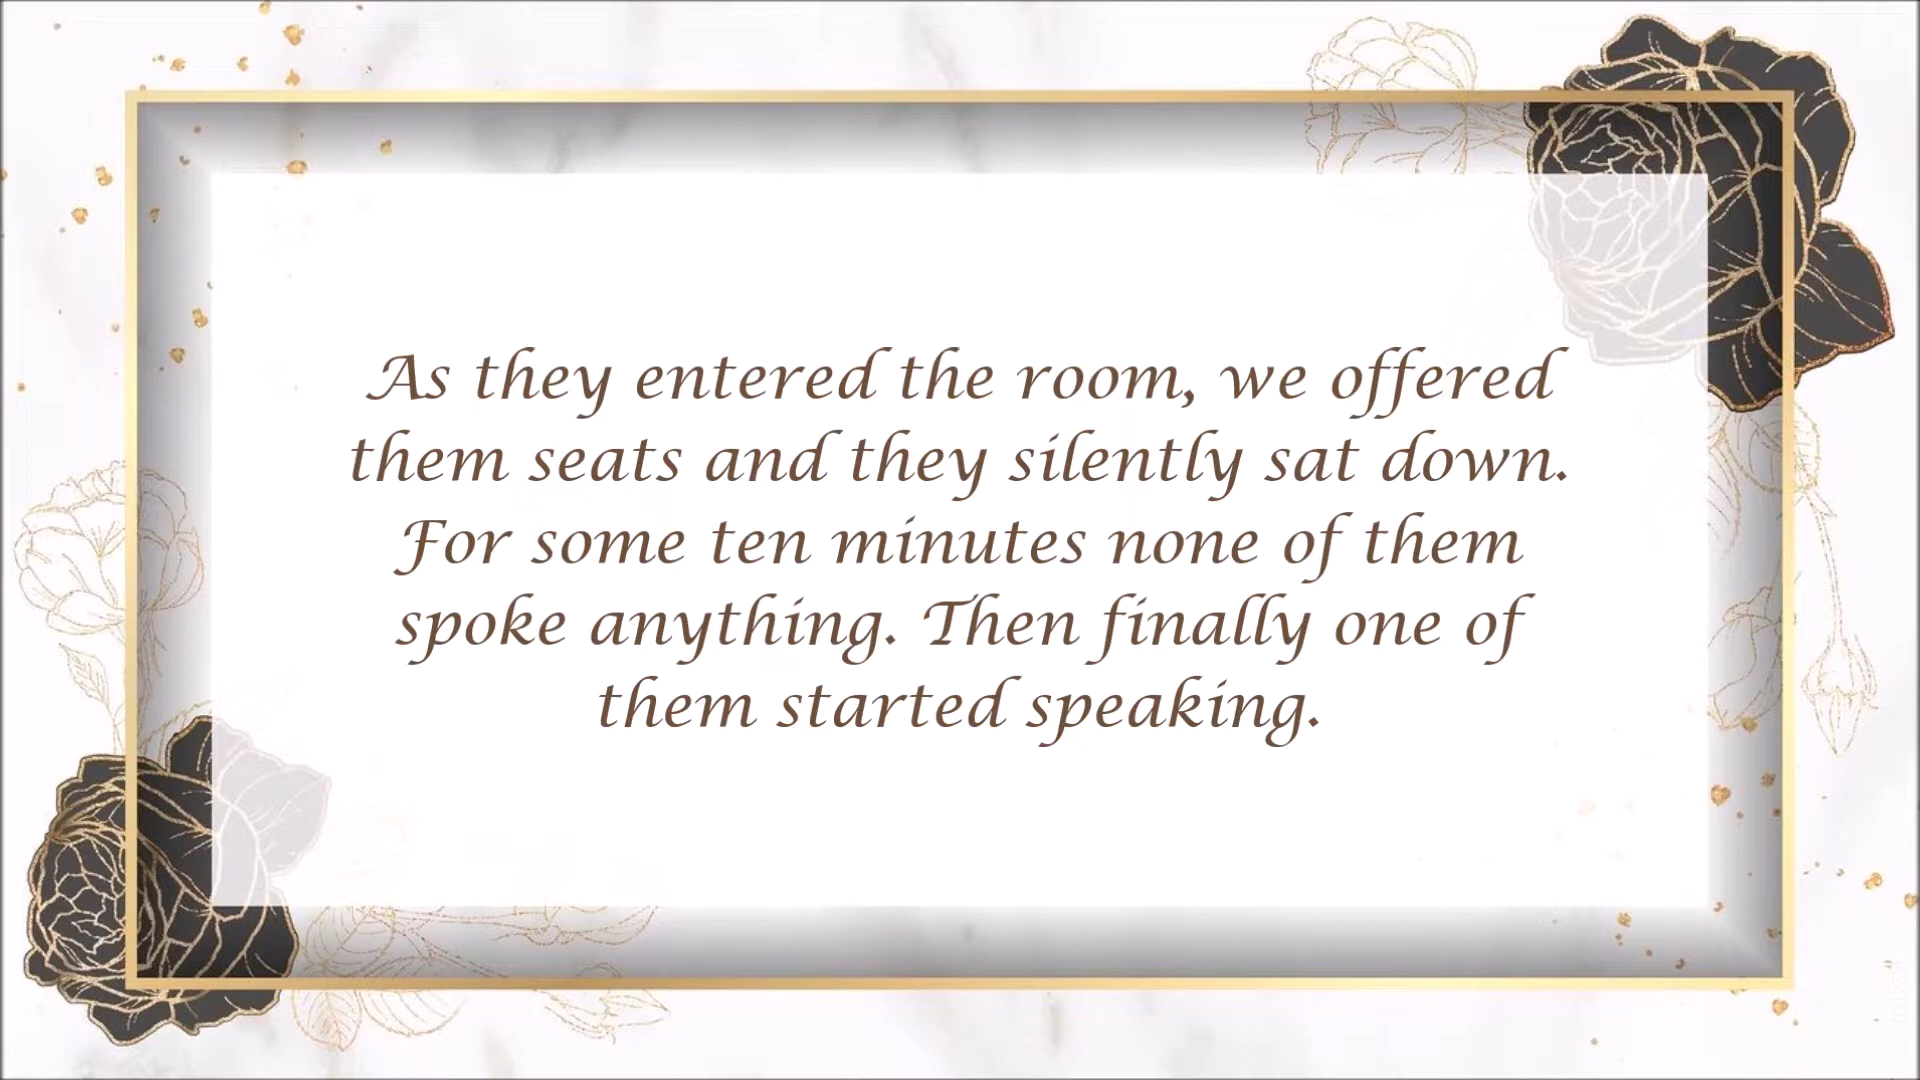 As they entered the room, we offered
them seats and they silently sat down.
For some ten minutes none of them
spoke anything. Then finally one of
them started speaking.